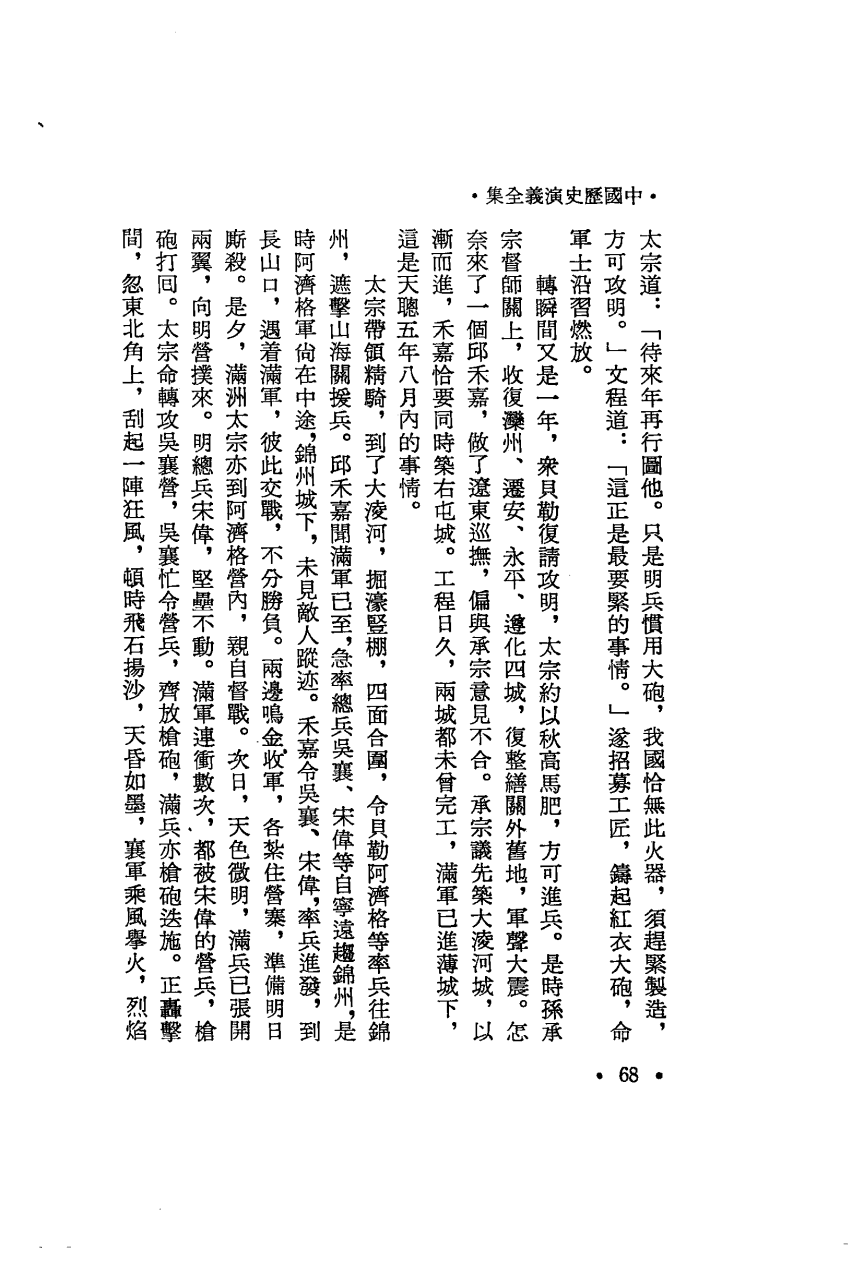 •中國歷史演義全集•
太宗道：「待來年再行圖他。只是明兵慣用大砲，我國恰無此火器，須趕緊製造，
方可攻明。」文程道：「這正是最要緊的事情。」遂招募工匠，鑄起紅衣大砲，命
軍士沿習燃放。
轉瞬間又是一年，衆貝勒復請攻明，太宗約以秋高馬肥，方可進兵。是時孫承
宗督師關上，收復灤州、遷安、永平、遵化四城，復整繕關外舊地，軍聲大震。怎
奈來了一個邱禾嘉，做了遼東巡撫，偏與承宗意見不合。承宗議先築大淩河城，以
漸而進，禾嘉恰要同時築右屯城。工程日久，兩城都未曾完工，滿軍已進薄城下，
這是天聰五年八月內的事情。
太宗帶領精騎，到了大淩河，掘濠豎棚，四面合圍，令貝勒阿濟格等率兵往錦
州，遮擊山海關援兵。邱禾嘉聞滿軍已至，急率總兵吳襄、宋偉等自寧遠趨錦州，是
時阿濟格軍尙在中途，錦州城下，未見敵人蹤迹。禾嘉令吳襄、宋偉，率兵進發，到
長山口，遇着滿軍，彼此交戰，不分勝負。兩邊鳴金收軍，各紮住營寨，準備明日
厮殺。是夕，滿洲太宗亦到阿濟格營內，親自督戰。次日，天色微明，滿兵已張開
兩翼，向明營撲來。明總兵宋偉，堅壘不動。滿軍連衝數次，都被宋偉的營兵，槍
砲打囘。太宗命轉攻吳襄營，吳襄忙令營兵，齊放槍砲，滿兵亦槍砲迭施。正轟擊
間，忽東北角上，刮起一陣狂風，頓時飛石揚沙，天昏如墨，襄軍乘風擧火，烈焰
• 68 •